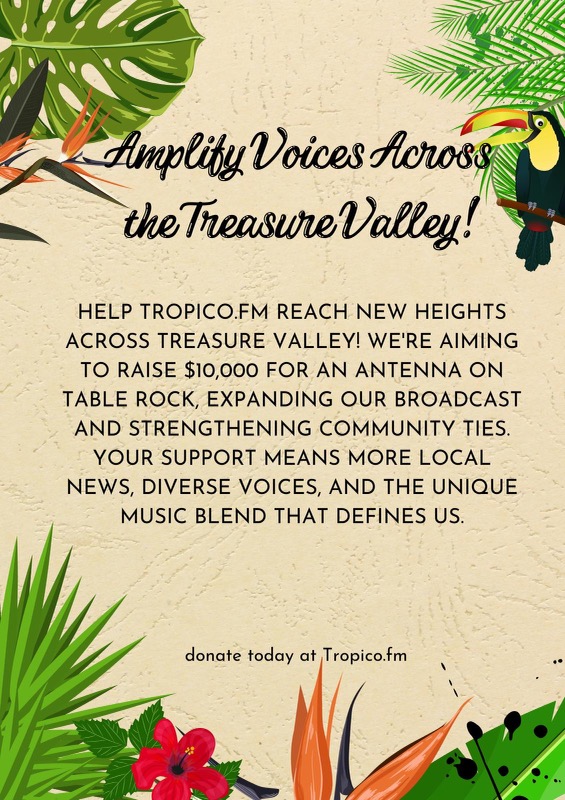 Amplify Voices Across
the Treasure Valley!
HELP TROPICO.FM REACH NEW HEIGHTS
ACROSS TREASURE VALLEY! WE'RE AIMING
TO RAISE $10,000 FOR AN ANTENNA ON
TABLE ROCK, EXPANDING OUR BROADCAST
AND STRENGTHENING COMMUNITY TIES.
YOUR SUPPORT MEANS MORE LOCAL
NEWS, DIVERSE VOICES, AND THE UNIQUE
MUSIC BLEND THAT DEFINES US.
donate today at Tropico.fm